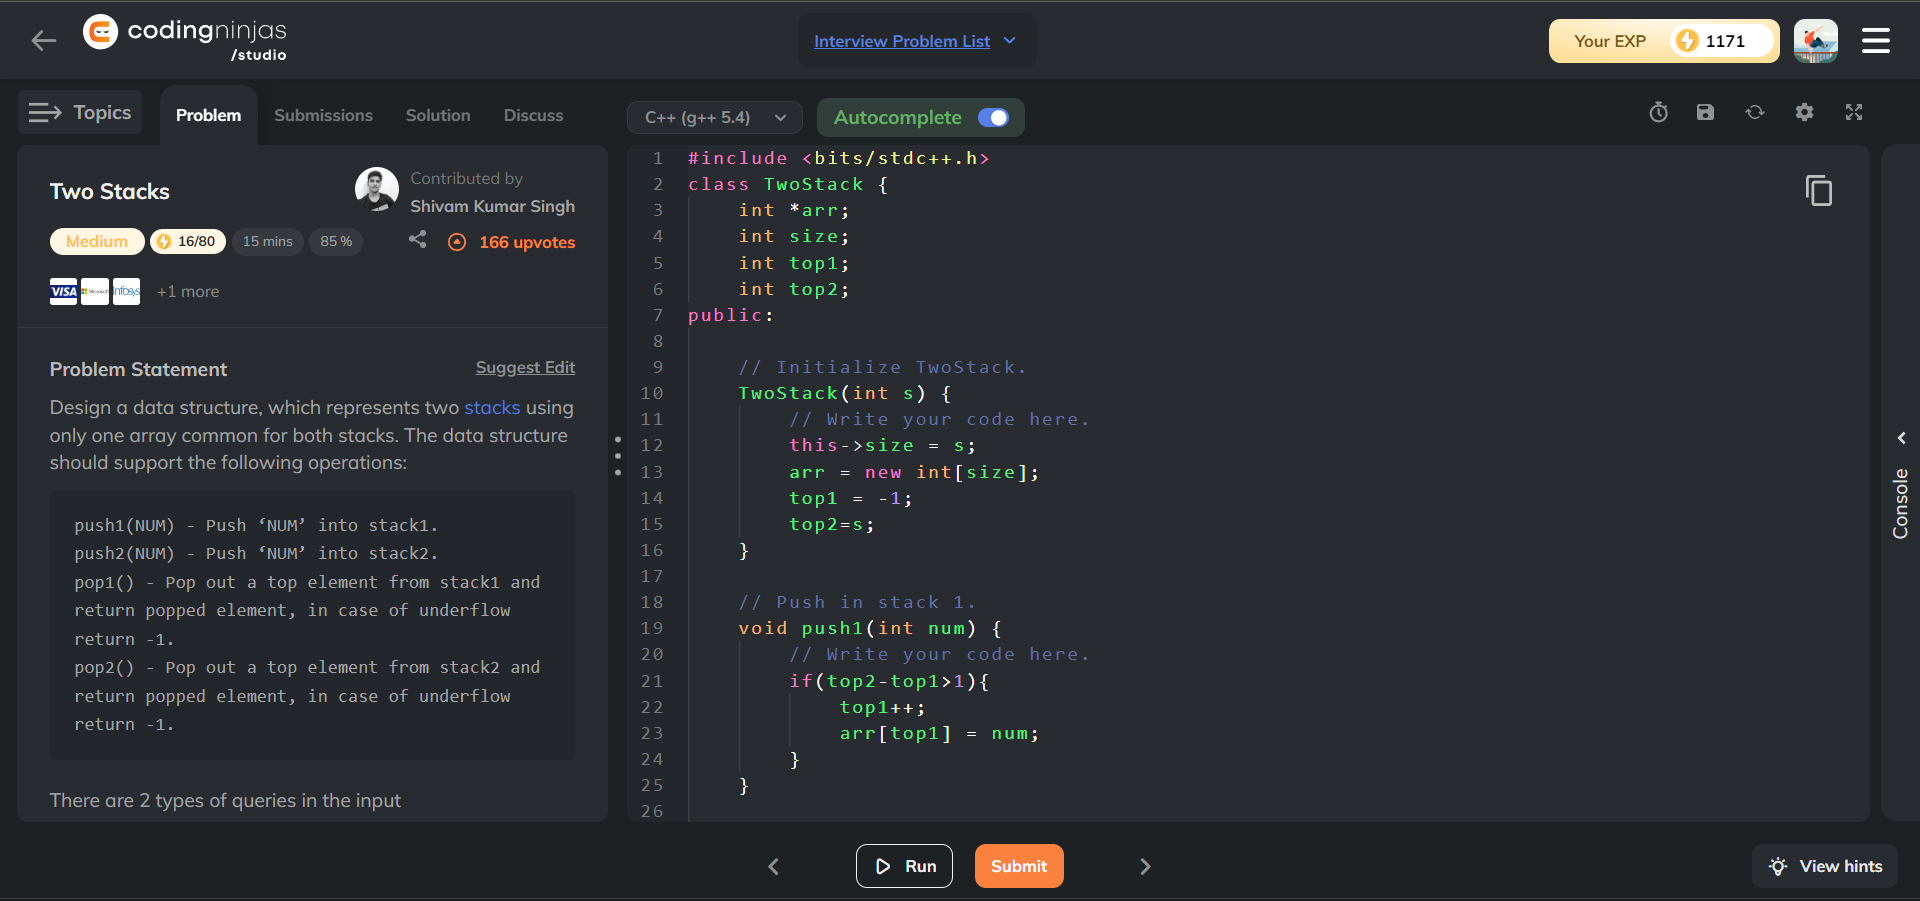 codingninjas
/studio
Interview Problem List
Your EXP 1171
Topics
Problem Submissions Solution Discuss
C++ (g++ 5.4)
Autocomplete
Two Stacks
Contributed by
Shivam Kumar Singh
Medium 16/80 15 mins 85 %
166 upvotes
VISA Microsoft Infosys +1 more
Problem Statement
Suggest Edit
Design a data structure, which represents two stacks using
only one array common for both stacks. The data structure
should support the following operations:
push1(NUM) - Push ‘NUM’ into stack1.
push2(NUM) - Push ‘NUM’ into stack2.
pop1() - Pop out a top element from stack1 and
return popped element, in case of underflow
return -1.
pop2() - Pop out a top element from stack2 and
return popped element, in case of underflow
return -1.
There are 2 types of queries in the input
1 #include <bits/stdc++.h>
2 class TwoStack {
3 int *arr;
4 int size;
5 int top1;
6 int top2;
7 public:
8
9 // Initialize TwoStack.
10 TwoStack(int s) {
11 // Write your code here.
12 this->size = s;
13 arr = new int[size];
14 top1 = -1;
15 top2=s;
16 }
17
18 // Push in stack 1.
19 void push1(int num) {
20 // Write your code here.
21 if(top2-top1>1){
22 top1++;
23 arr[top1] = num;
24 }
25 }
26
Console
Run
Submit
View hints